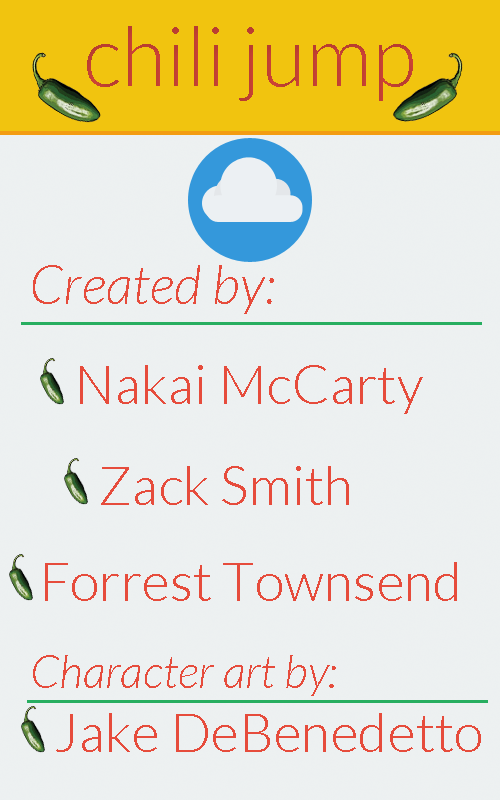 chili jump
Created by:
Nakai McCarty
Zack Smith
Forrest Townsend
Character art by:
Jake DeBenedetto